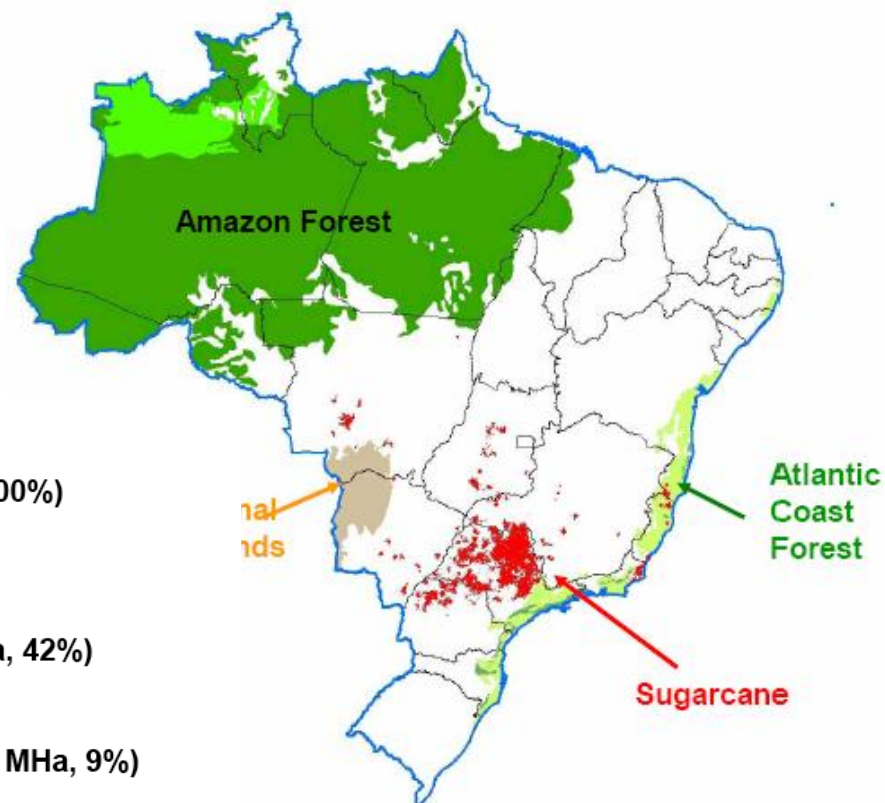 Amazon Forest
00%)
nal
nds
Atlantic
Coast
Forest
, 42%)
Sugarcane
MHa, 9%)